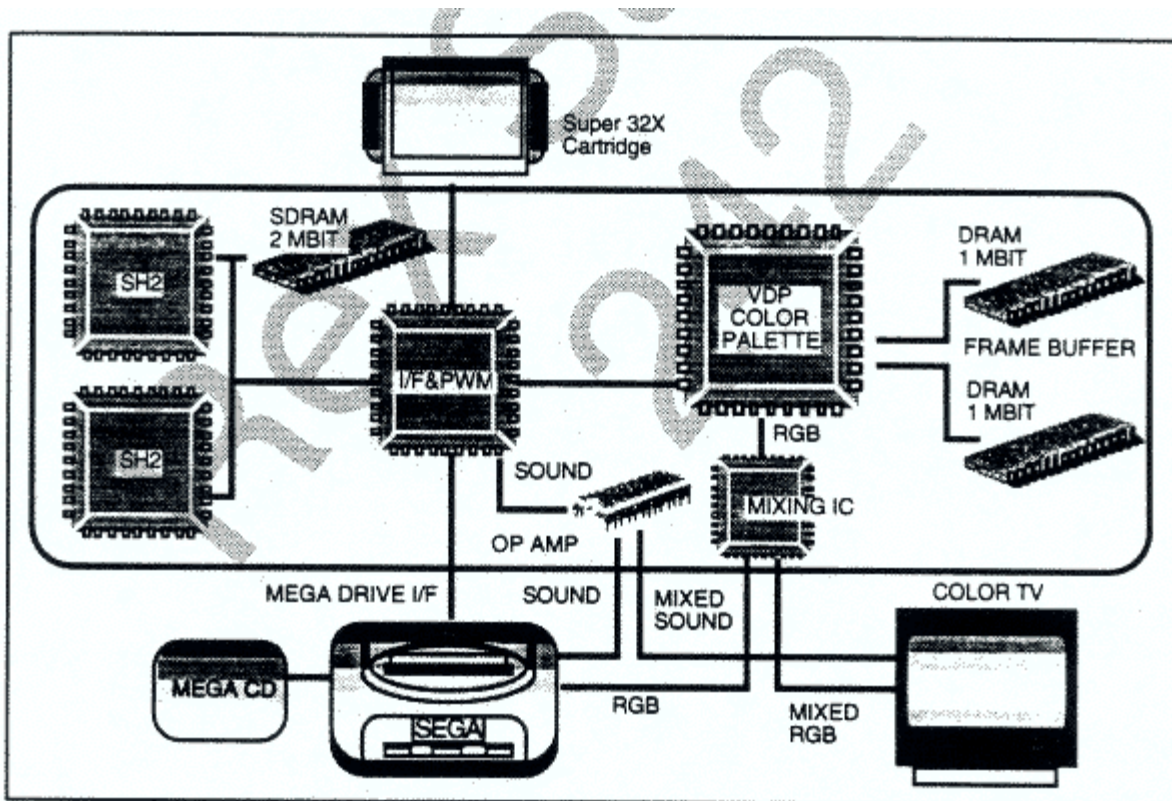 Super 32X
Cartridge
SDRAM
2 MBIT
SH2
SH2
I/F&PWM
VDP
COLOR
PALETTE
DRAM
1 MBIT
FRAME BUFFER
DRAM
1 MBIT
RGB
SOUND
MIXING IC
OP AMP
MEGA DRIVE I/F
SOUND
MIXED
SOUND
COLOR TV
MEGA CD
SEGA
RGB
MIXED
RGB